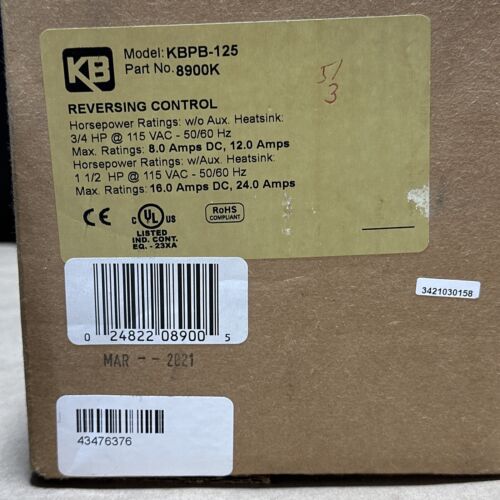 KB
Model: KBPB-125
Part No. 8900K
5/
3
REVERSING CONTROL
Horsepower Ratings: w/o Aux. Heatsink:
3/4 HP @ 115 VAC - 50/60 Hz
Max. Ratings: 8.0 Amps DC, 12.0 Amps
Horsepower Ratings: w/Aux. Heatsink:
1 1/2 HP @ 115 VAC - 50/60 Hz
Max. Ratings: 16.0 Amps DC, 24.0 Amps
CE
C UL US
LISTED
IND. CONT.
EQ. - 23XA
RoHS
COMPLIANT
3421030158
0 24822 08900 5
MAR -- 2021
43476376